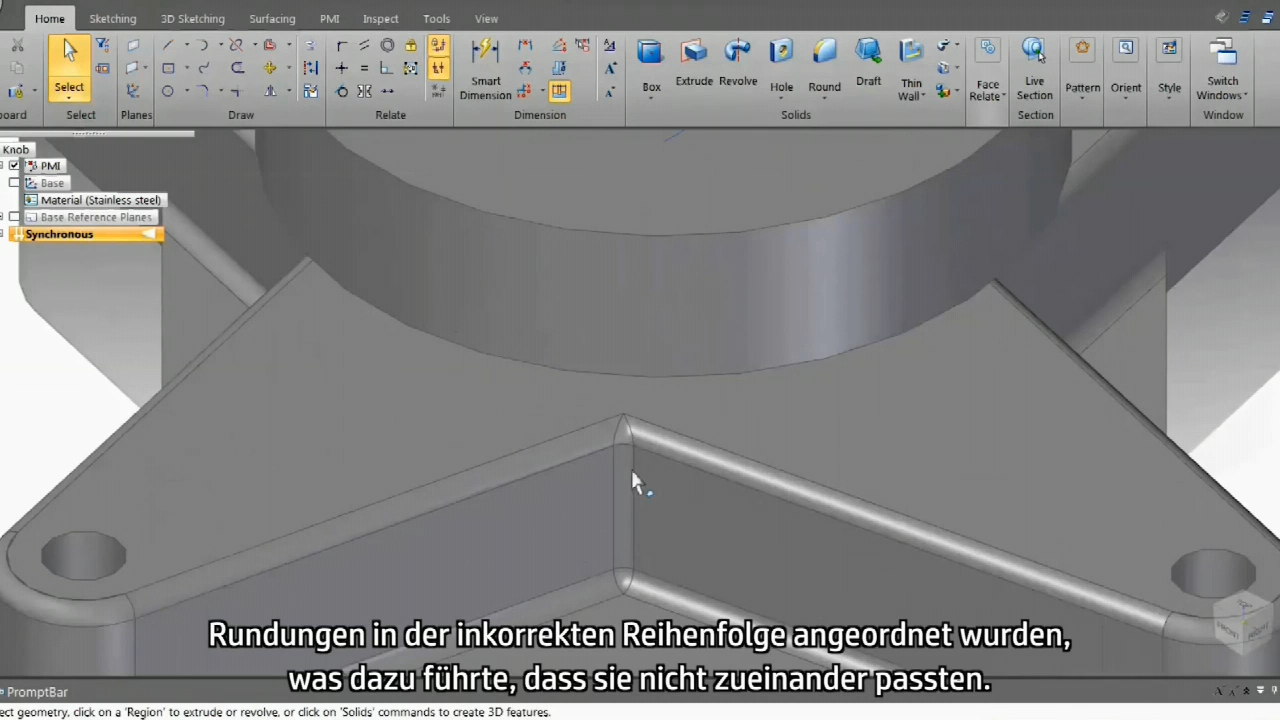 Home Sketching 3D Sketching Surfacing PMI Inspect Tools View
Select
Smart
Dimension
Box
Extrude
Revolve
Hole
Round
Draft
Thin
Wall
Face
Relate
Live
Section
Pattern
Orient
Style
Switch
Windows
board Select Planes Draw Relate Dimension Solids Section Window
Knob
PMI
Base
Material (Stainless steel)
Base Reference Planes
Synchronous
FRONT RIGHT
Rundungen in der inkorrekten Reihenfolge angeordnet wurden,
was dazu führte, dass sie nicht zueinander passten.
PromptBar
ect geometry, click on a 'Region' to extrude or revolve, or click on 'Solids' commands to create 3D features.